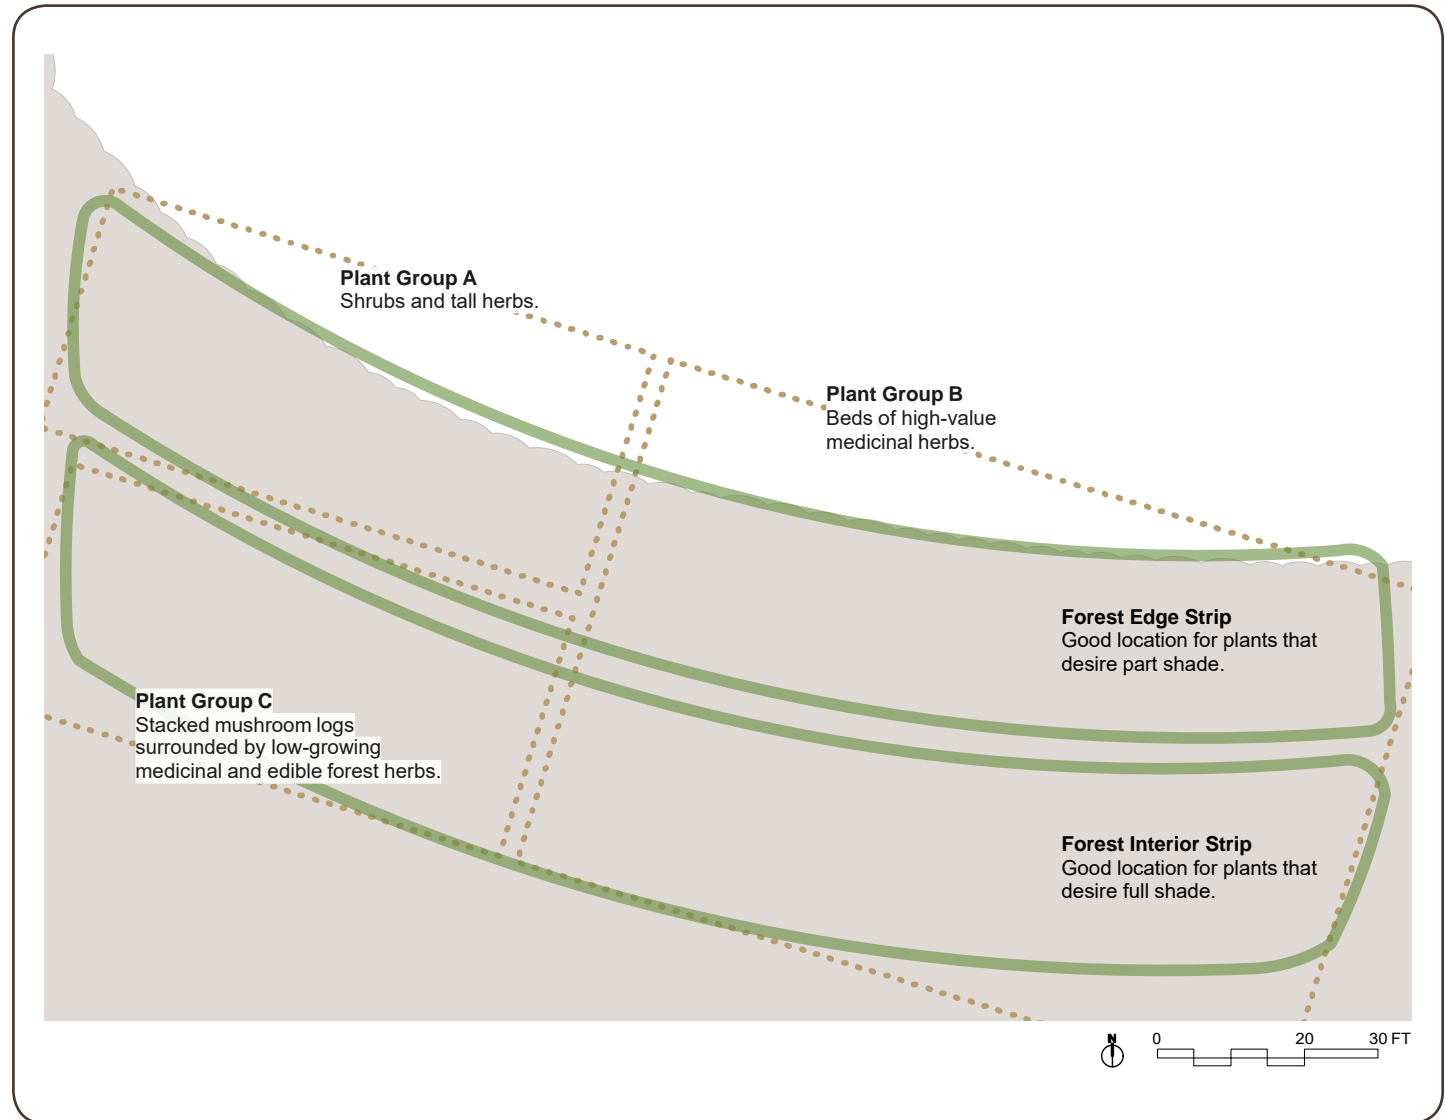 Plant Group A
Shrubs and tall herbs.
Plant Group B
Beds of high-value
medicinal herbs.
Forest Edge Strip
Good location for plants that
desire part shade.
Plant Group C
Stacked mushroom logs
surrounded by low-growing
medicinal and edible forest herbs.
Forest Interior Strip
Good location for plants that
desire full shade.
N
0 20 30 FT